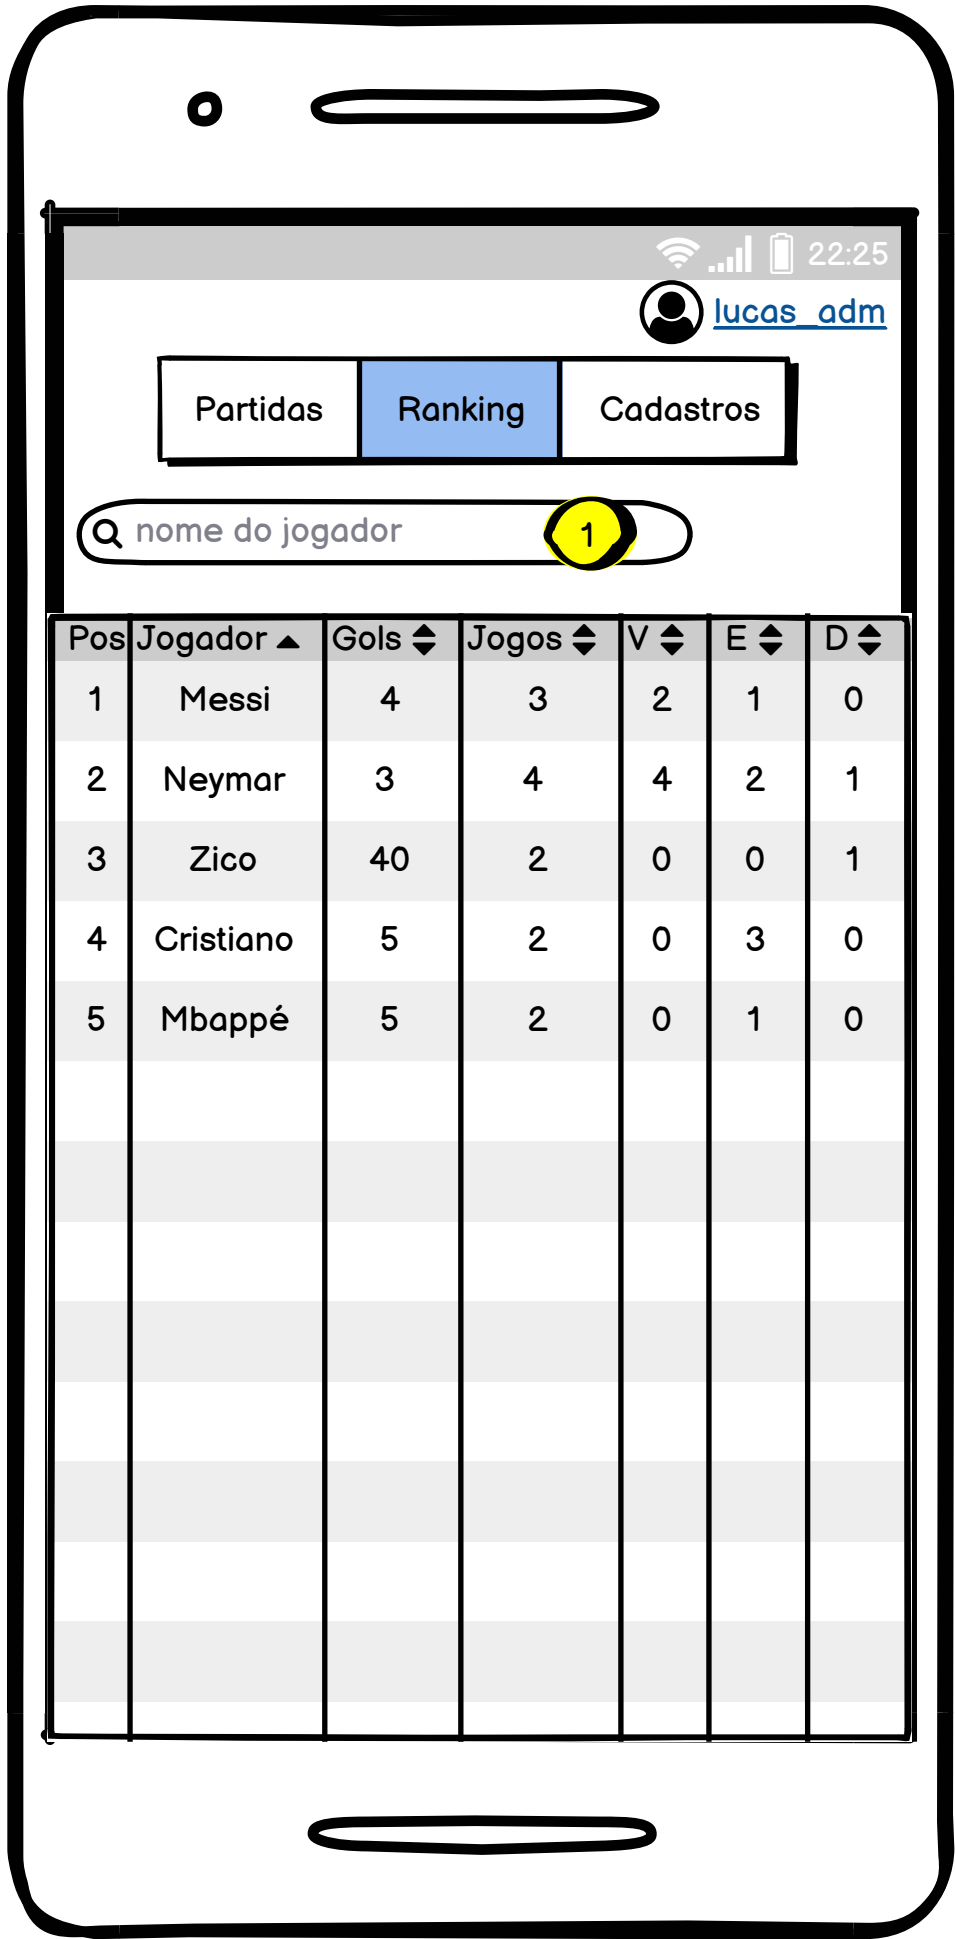 22:25
lucas_adm
Partidas Ranking Cadastros
nome do jogador 1
Pos Jogador Gols Jogos V E D
1 Messi 4 3 2 1 0
2 Neymar 3 4 4 2 1
3 Zico 40 2 0 0 1
4 Cristiano 5 2 0 3 0
5 Mbappé 5 2 0 1 0